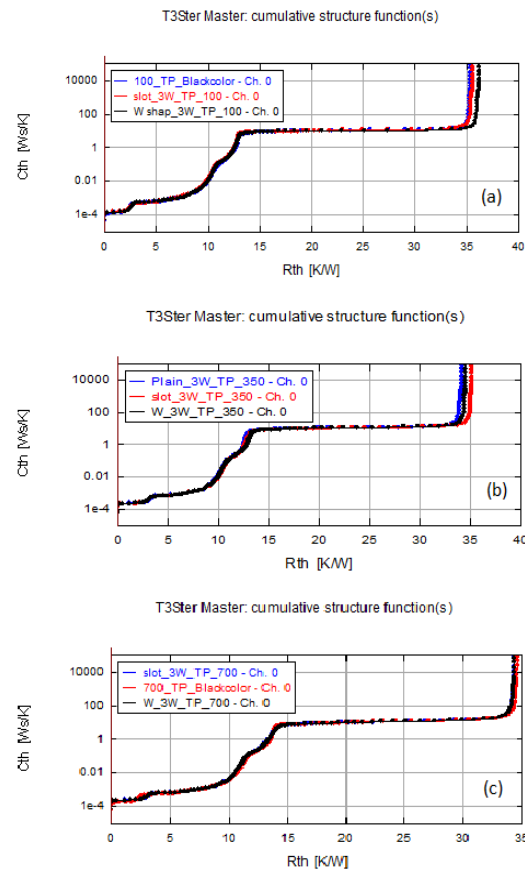 T3Ster Master: cumulative structure function(s)
100_TP_Blackcolor - Ch. 0
slot_3W_TP_100 - Ch. 0
W shap_3W_TP_100 - Ch. 0
10000
100
1
0.01
1e-4
Cth [Ws/K]
(a)
0 5 10 15 20 25 30 35 40
Rth [K/W]
T3Ster Master: cumulative structure function(s)
Plain_3W_TP_350 - Ch. 0
slot_3W_TP_350 - Ch. 0
W_3W_TP_350 - Ch. 0
10000
100
1
0.01
1e-4
Cth [Ws/K]
(b)
0 5 10 15 20 25 30 35 40
Rth [K/W]
T3Ster Master: cumulative structure function(s)
slot_3W_TP_700 - Ch. 0
700_TP_Blackcolor - Ch. 0
W_3W_TP_700 - Ch. 0
10000
100
1
0.01
1e-4
Cth [Ws/K]
(c)
0 5 10 15 20 25 30 35
Rth [K/W]